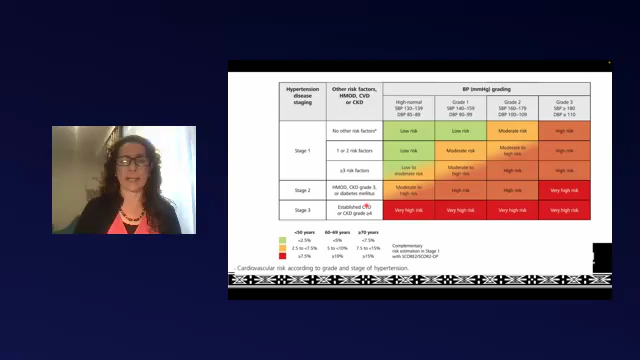 Hypertension disease staging
Other risk factors, HMOD, CVD or CKD
BP (mmHg) grading
High-normal SBP 130–139 DBP 85–89
Grade 1 SBP 140–159 DBP 90–99
Grade 2 SBP 160–179 DBP 100–109
Grade 3 SBP ≥ 180 DBP ≥ 110
Stage 1
No other risk factors
Low risk
Low risk
Moderate risk
High risk
1 or 2 risk factors
Low risk
Moderate risk
Moderate to high risk
High risk
≥3 risk factors
Low to moderate risk
Moderate to high risk
High risk
High risk
Stage 2
HMOD, CKD grade 3, or diabetes mellitus
Moderate to high risk
High risk
High risk
Very high risk
Stage 3
Established CVD or CKD grade ≥4
Very high risk
Very high risk
Very high risk
Very high risk
<50 years
60–69 years
≥70 years
<2.5%
<5%
<7.5%
2.5 to <7.5%
5 to <10%
7.5 to <15%
≥7.5%
≥10%
≥15%
Complementary
risk estimation in Stage 1
with SCORE2/SCORE2-OP
Cardiovascular risk according to grade and stage of hypertension.